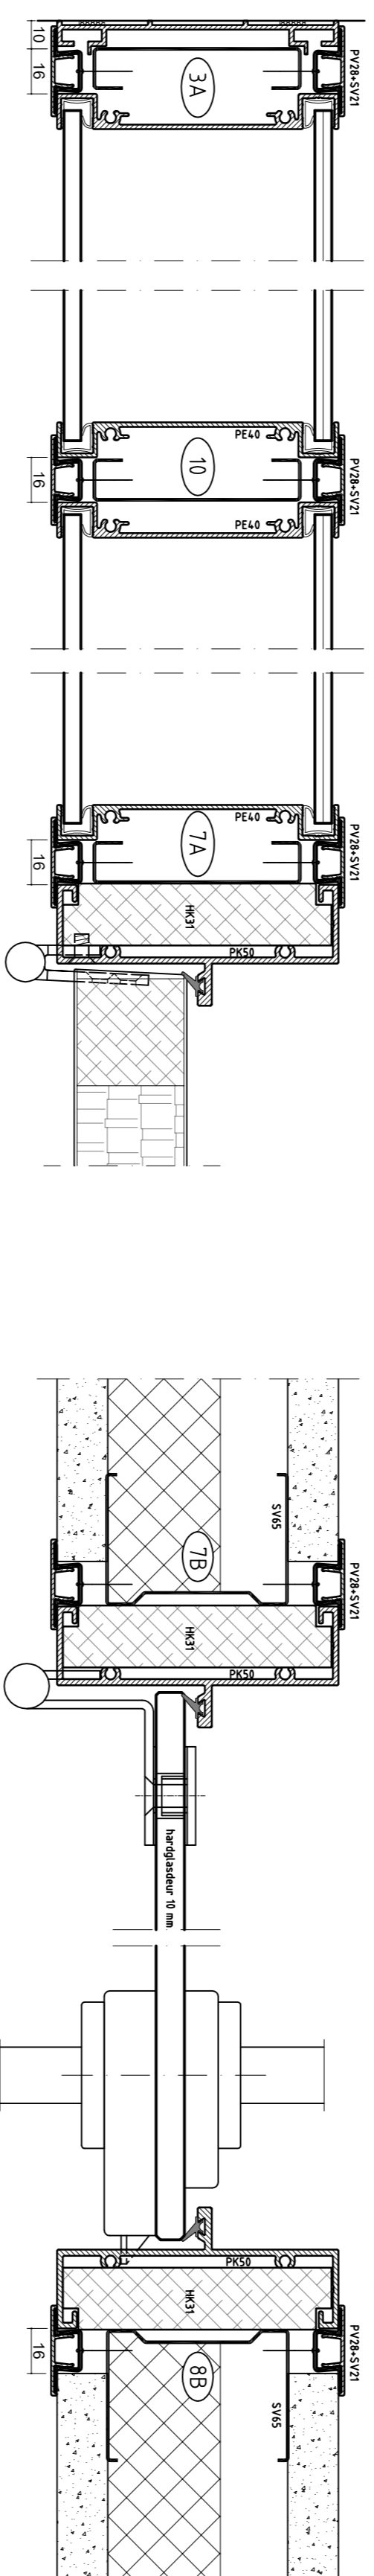 PV28+SV21
3A
10
16
PV28+SV21
PE40
10
PE40
16
PV28+SV21
PE40
7A
16
HK31
PK50
SV65
7B
PV28+SV21
HK31
PK50
hardglasdeur 10 mm
PK50
HK31
PV28+SV21
16
8B
SV65